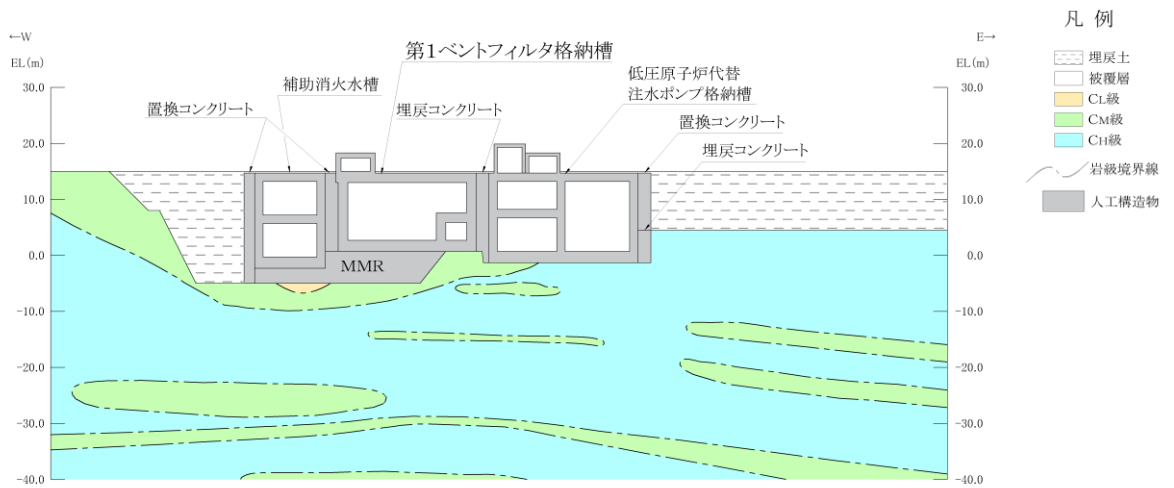 凡例
←W
E→
EL(m)
EL(m)
第1ベントフィルタ格納槽
低圧原子炉代替
注水ポンプ格納槽
補助消火水槽
置換コンクリート
埋戻コンクリート
置換コンクリート
埋戻コンクリート
MMR
30.0
20.0
10.0
0.0
-10.0
-20.0
-30.0
-40.0
30.0
20.0
10.0
0.0
-10.0
-20.0
-30.0
-40.0
埋戻土
被覆層
CL級
CM級
CH級
岩級境界線
人工構造物